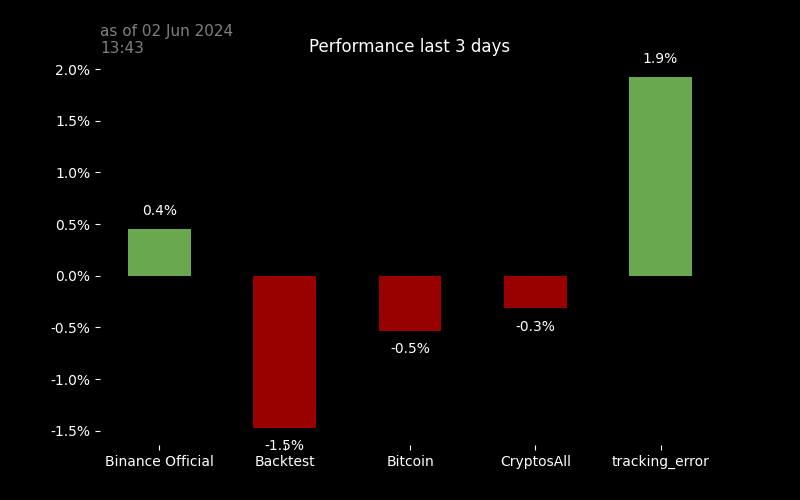 as of 02 Jun 2024
13:43
Performance last 3 days
2.0%
1.5%
1.0%
0.5%
0.0%
-0.5%
-1.0%
-1.5%
0.4%
-1.5%
-0.5%
-0.3%
1.9%
Binance Official
Backtest
Bitcoin
CryptosAll
tracking_error